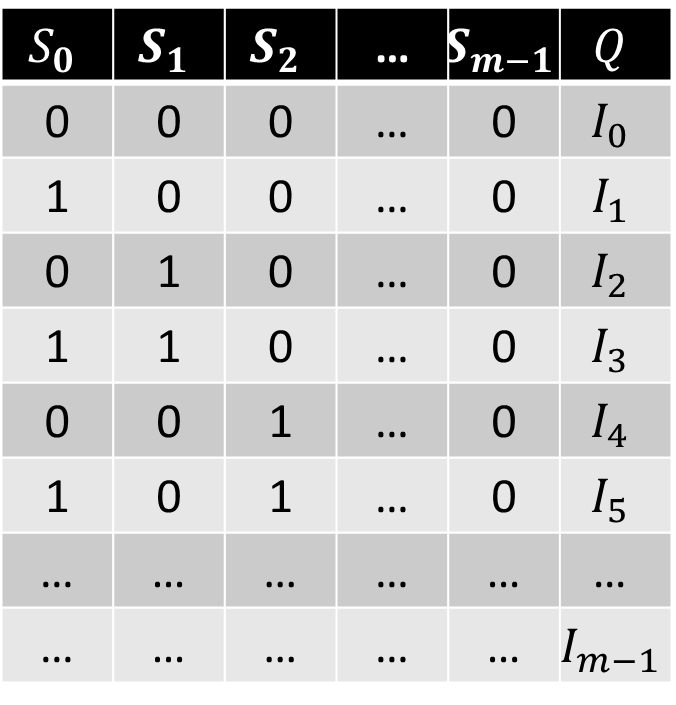 S₀ S₁ S₂ ... Sₘ₋₁ Q
0 0 0 ... 0 I₀
1 0 0 ... 0 I₁
0 1 0 ... 0 I₂
1 1 0 ... 0 I₃
0 0 1 ... 0 I₄
1 0 1 ... 0 I₅
... ... ... ... ... ...
... ... ... ... ... Iₘ₋₁